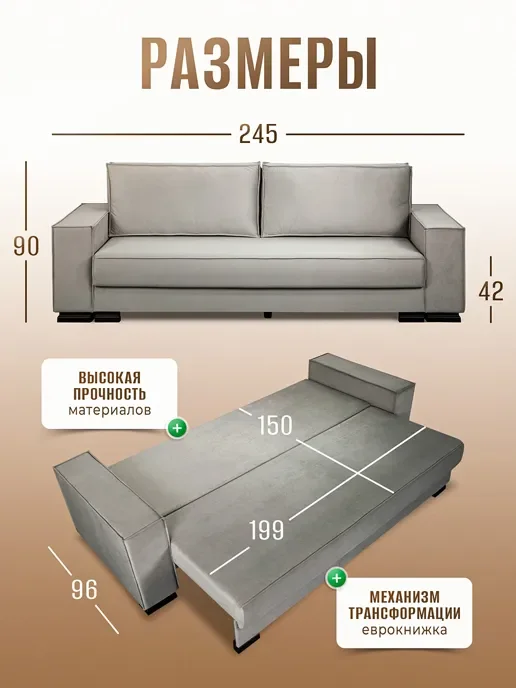 РАЗМЕРЫ
245
90
42
ВЫСОКАЯ
ПРОЧНОСТЬ
материалов
150
199
96
МЕХАНИЗМ
ТРАНСФОРМАЦИИ
еврокнижка